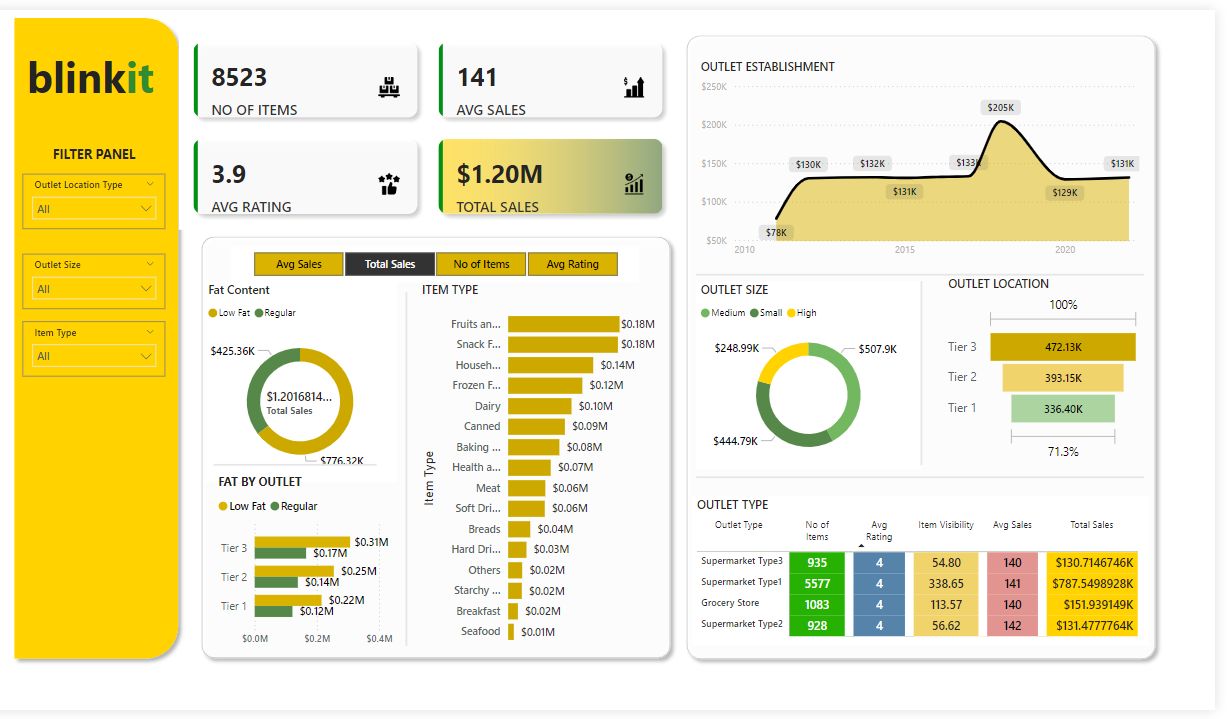 blinkit
FILTER PANEL
Outlet Location Type
All
Outlet Size
All
Item Type
All
8523
NO OF ITEMS
141
AVG SALES
3.9
AVG RATING
$1.20M
TOTAL SALES
Avg Sales Total Sales No of Items Avg Rating
Fat Content
Low Fat Regular
$425.36K
$1.2016814...
Total Sales
$776.32K
FAT BY OUTLET
Low Fat Regular
Tier 3 $0.31M
$0.17M
Tier 2 $0.25M
$0.14M
Tier 1 $0.22M
$0.12M
$0.0M $0.2M $0.4M
ITEM TYPE
Item Type
Fruits an... $0.18M
Snack F... $0.18M
Househ... $0.14M
Frozen F... $0.12M
Dairy $0.10M
Canned $0.09M
Baking ... $0.08M
Health a... $0.07M
Meat $0.06M
Soft Dri... $0.06M
Breads $0.04M
Hard Dri... $0.03M
Others $0.02M
Starchy ... $0.02M
Breakfast $0.02M
Seafood $0.01M
OUTLET ESTABLISHMENT
$250K
$200K
$150K
$100K
$50K
$78K
$130K
$132K
$131K
$133K
$205K
$129K
$131K
2010 2015 2020
OUTLET SIZE
Medium Small High
$248.99K
$507.9K
$444.79K
OUTLET LOCATION
100%
Tier 3 472.13K
Tier 2 393.15K
Tier 1 336.40K
71.3%
OUTLET TYPE
Outlet Type No of Items Avg Rating Item Visibility Avg Sales Total Sales
Supermarket Type3 935 4 54.80 140 $130.7146746K
Supermarket Type1 5577 4 338.65 141 $787.5498928K
Grocery Store 1083 4 113.57 140 $151.939149K
Supermarket Type2 928 4 56.62 142 $131.4777764K